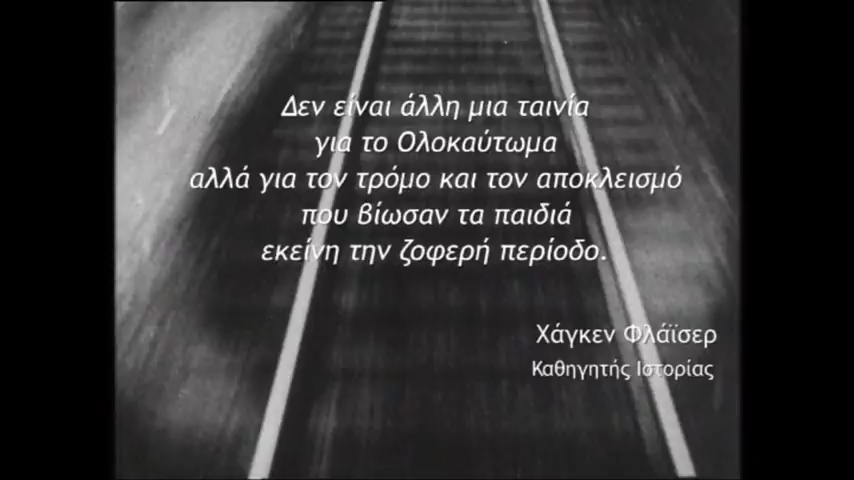 Δεν είναι άλλη μια ταινία
για το Ολοκαύτωμα
αλλά για τον τρόμο και τον αποκλεισμό
που βίωσαν τα παιδιά
εκείνη την ζοφερή περίοδο.
Χάγκεν Φλάϊσερ
Καθηγητής Ιστορίας